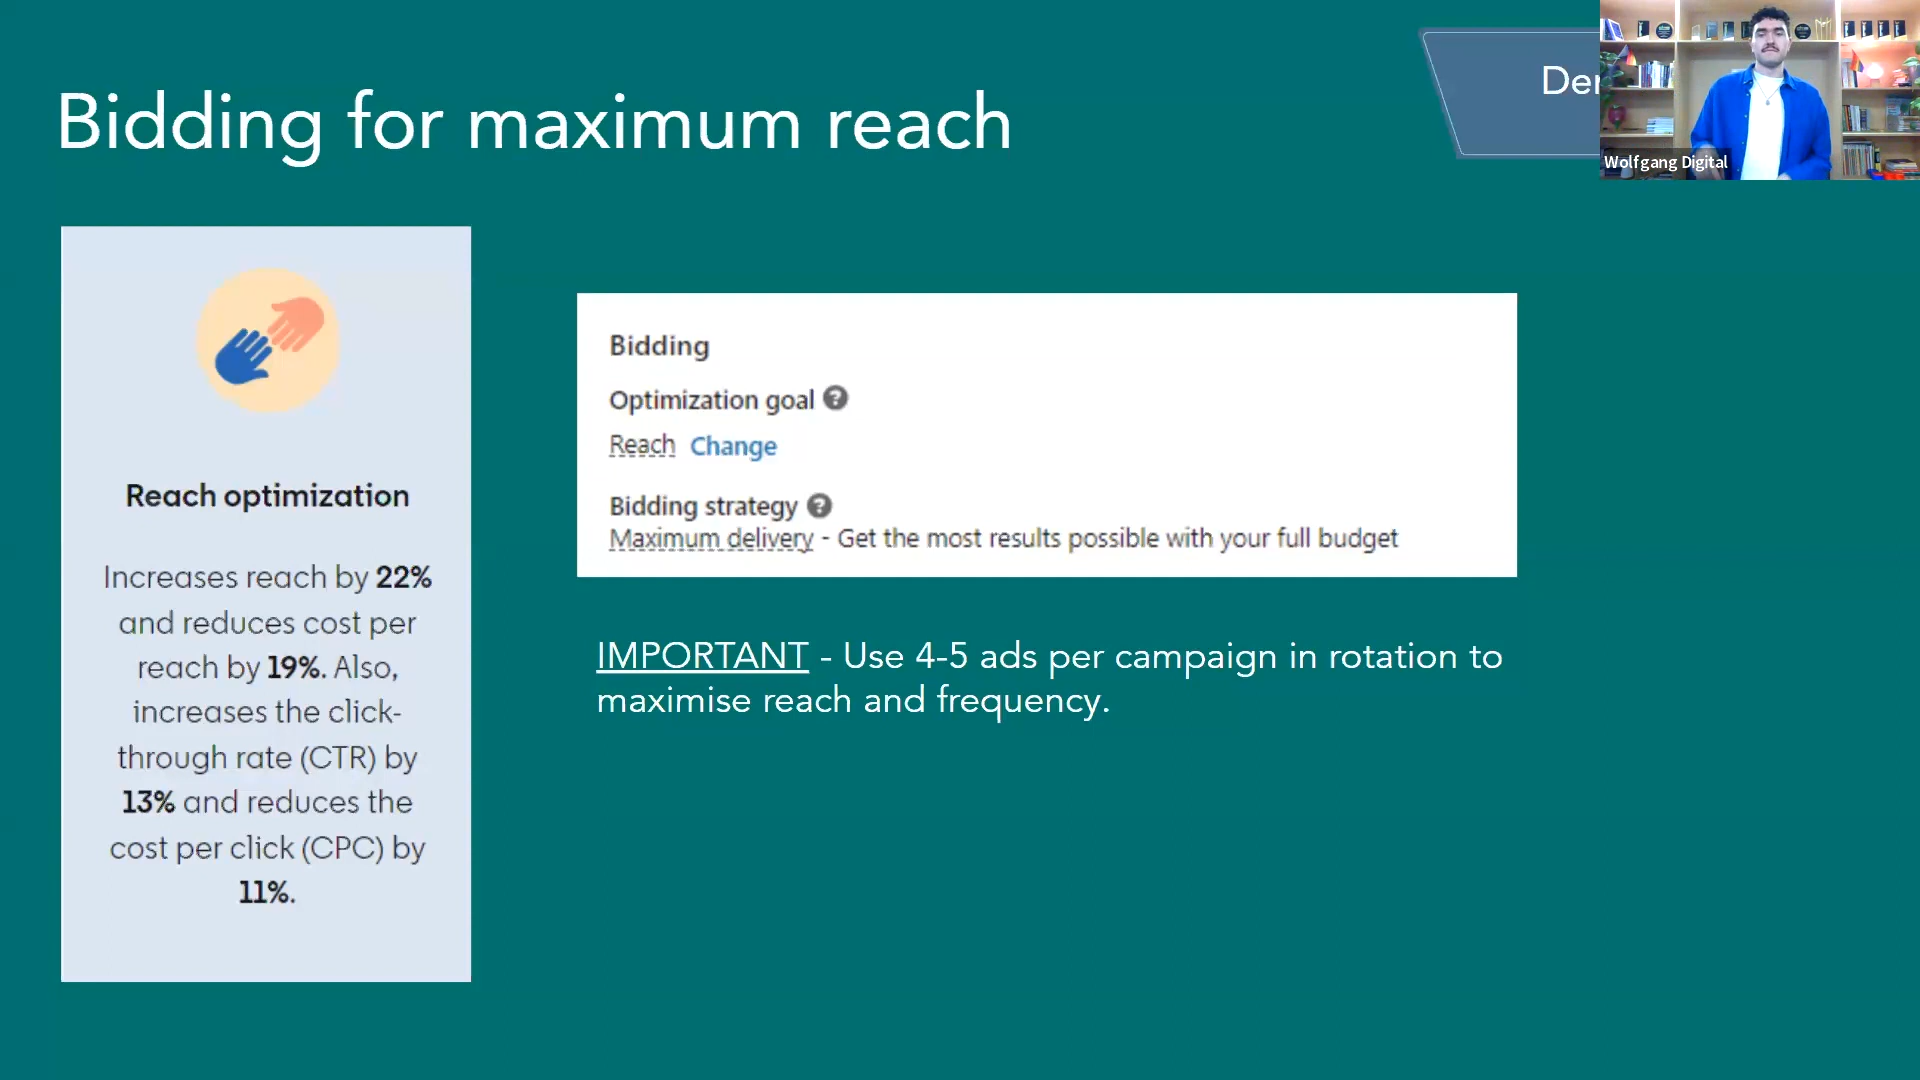 Bidding for maximum reach
Wolfgang Digital
Reach optimization
Increases reach by 22%
and reduces cost per
reach by 19%. Also,
increases the click-
through rate (CTR) by
13% and reduces the
cost per click (CPC) by
11%.
Bidding
Optimization goal ?
Reach Change
Bidding strategy ?
Maximum delivery - Get the most results possible with your full budget
IMPORTANT - Use 4-5 ads per campaign in rotation to
maximise reach and frequency.